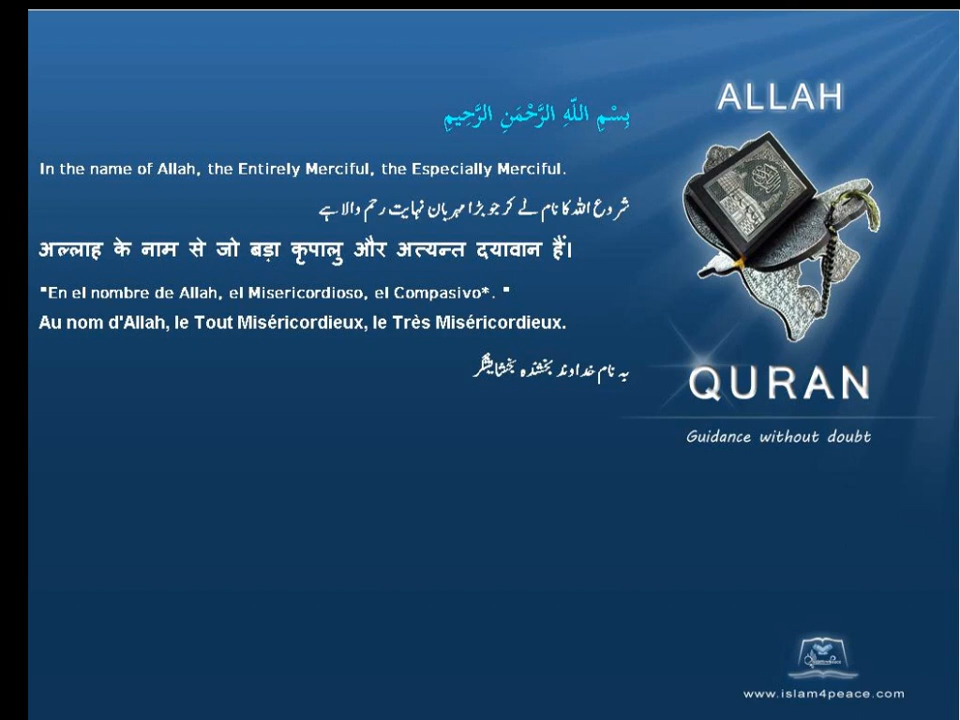 بِسْمِ اللّهِ الرَّحْمَنِ الرَّحِيمِ
In the name of Allah, the Entirely Merciful, the Especially Merciful.
شروع اللہ کا نام لے کر جو بڑا مہربان نہایت رحم والا ہے
अल्लाह के नाम से जो बड़ा कृपालु और अत्यन्त दयावान हैं।
"En el nombre de Allah, el Misericordioso, el Compasivo*. "
Au nom d'Allah, le Tout Miséricordieux, le Très Miséricordieux.
به نام خداوند بخشنده بخشایشگر
ALLAH
QURAN
Guidance without doubt
www.islam4peace.com